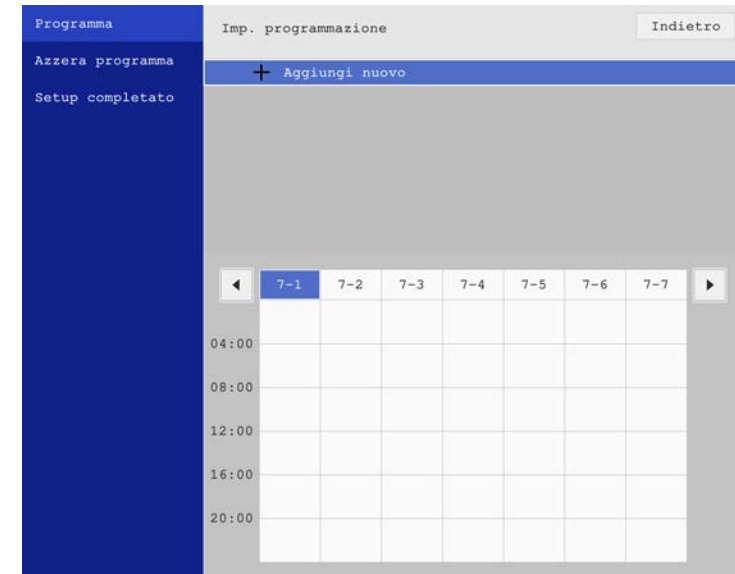 Programma
Azzera programma
Setup completato
Imp. programmazione
Indietro
+ Aggiungi nuovo
7-1 7-2 7-3 7-4 7-5 7-6 7-7
04:00
08:00
12:00
16:00
20:00